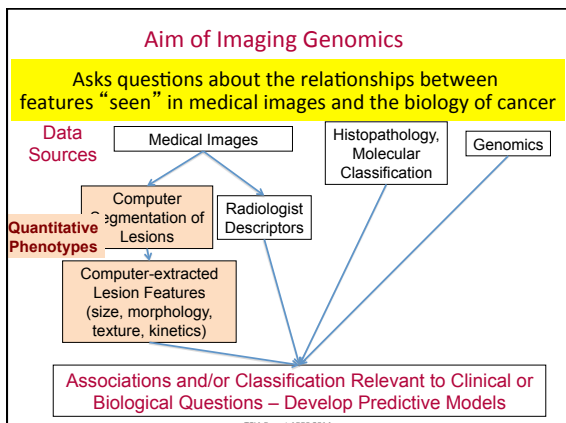 Aim of Imaging Genomics
Asks questions about the relationships between
features “seen” in medical images and the biology of cancer
Data
Sources
Medical Images
Histopathology,
Molecular
Classification
Genomics
Computer
Segmentation of
Lesions
Radiologist
Descriptors
Quantitative
Phenotypes
Computer-extracted
Lesion Features
(size, morphology,
texture, kinetics)
Associations and/or Classification Relevant to Clinical or
Biological Questions – Develop Predictive Models